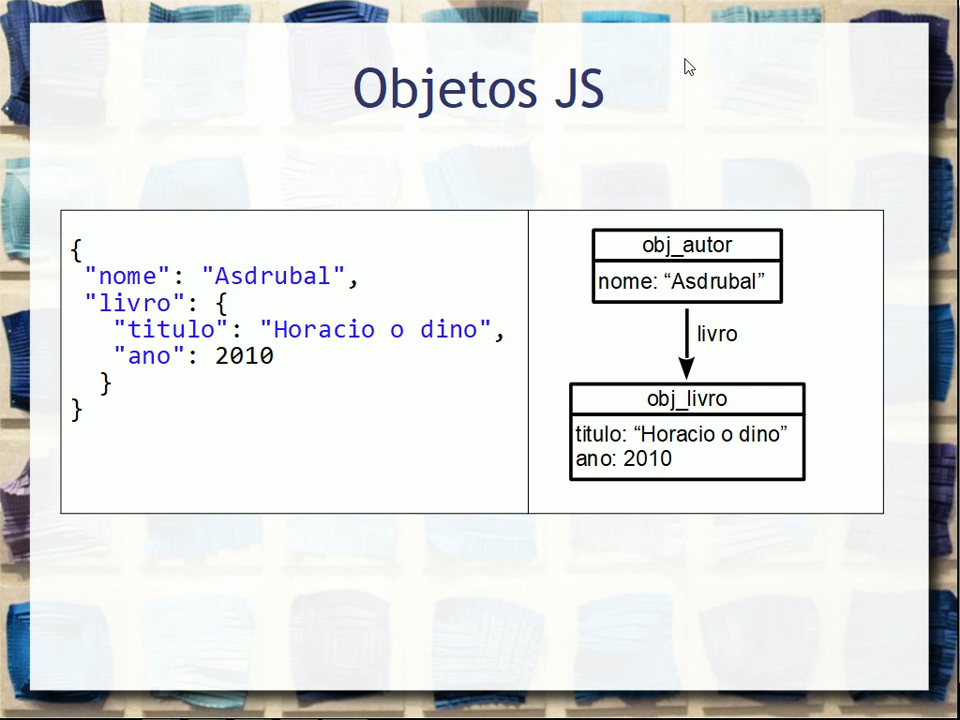 Objetos JS
{
"nome": "Asdrubal",
"livro": {
"titulo": "Horacio o dino",
"ano": 2010
}
}
obj_autor
nome: “Asdrubal”
livro
obj_livro
titulo: “Horacio o dino”
ano: 2010